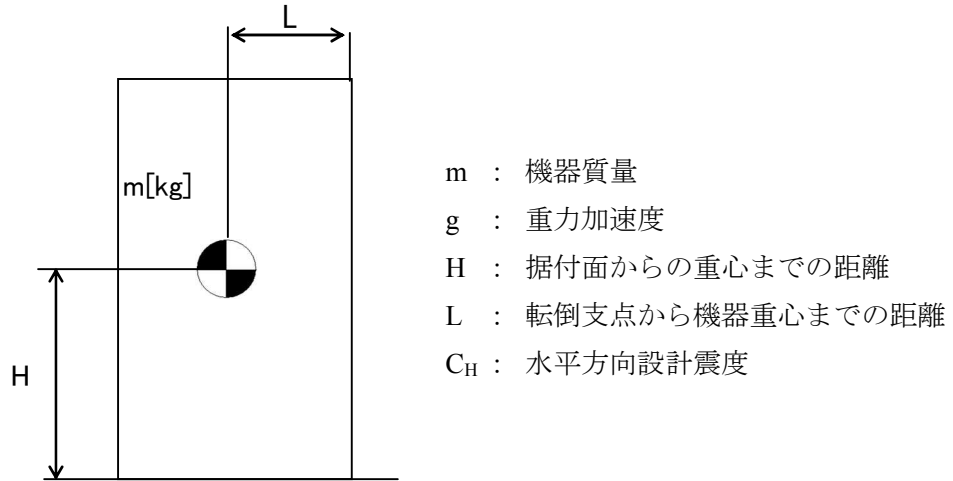 L
m[kg]
H
m : 機器質量
g : 重力加速度
H : 据付面からの重心までの距離
L : 転倒支点から機器重心までの距離
C_H : 水平方向設計震度